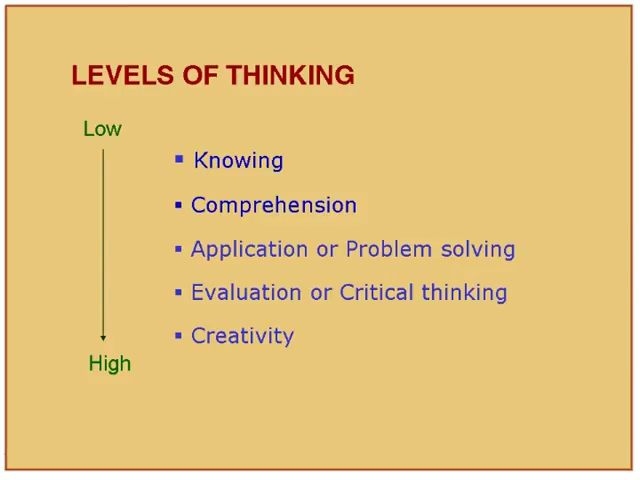 LEVELS OF THINKING
Low
▪ Knowing
▪ Comprehension
▪ Application or Problem solving
▪ Evaluation or Critical thinking
▪ Creativity
High